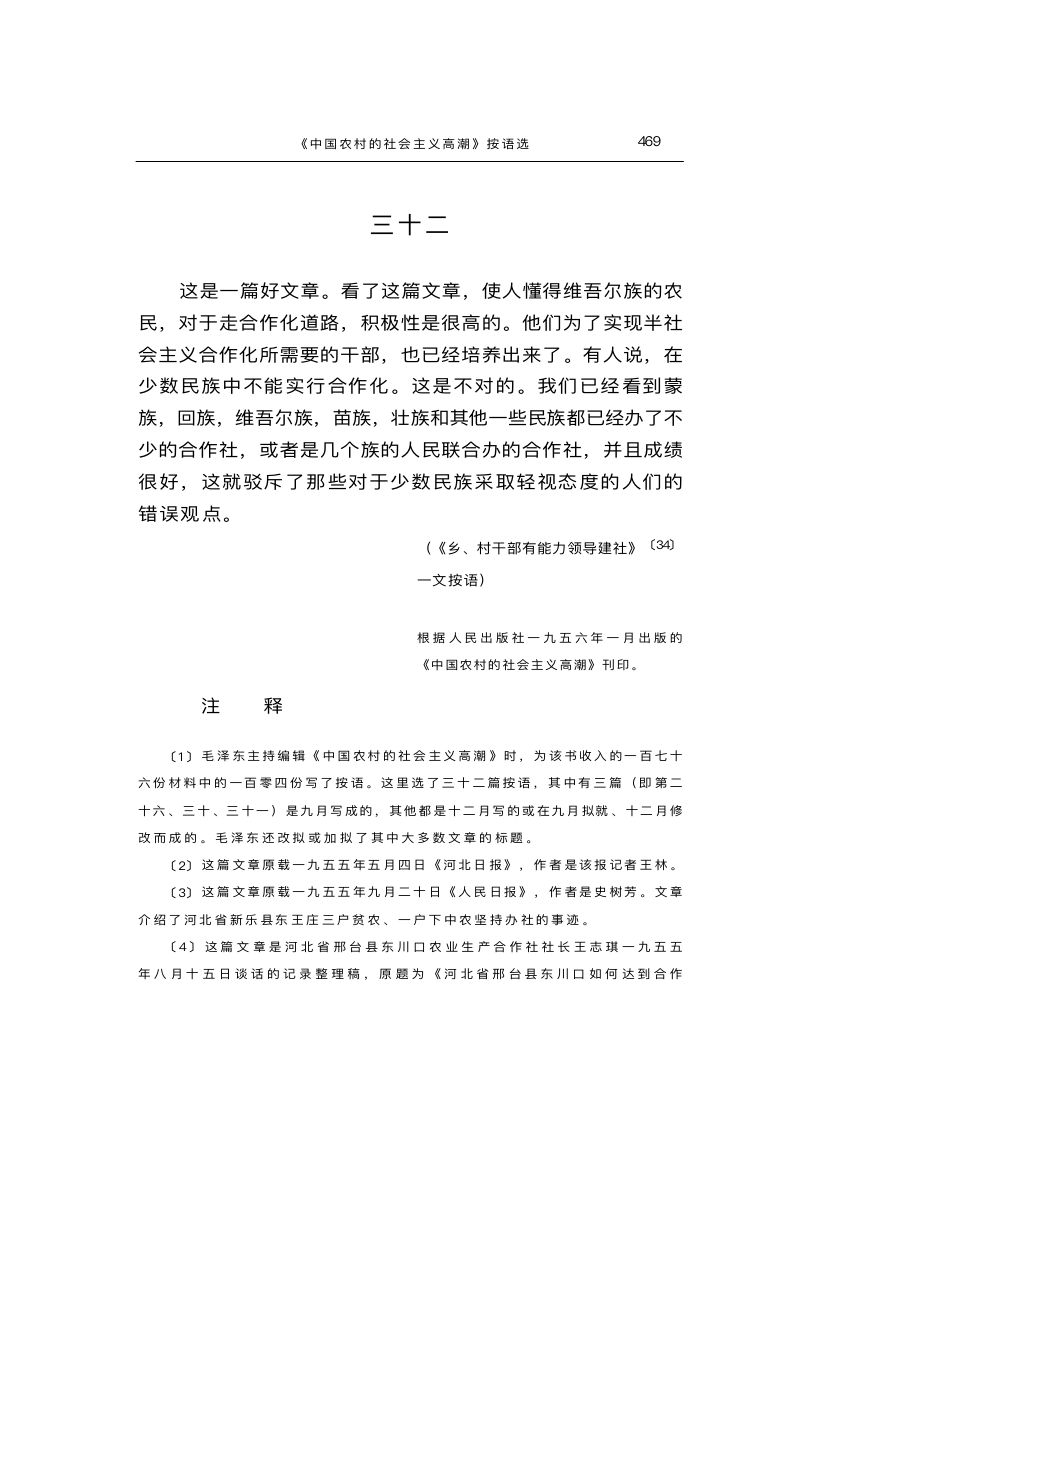 《中国农村的社会主义高潮》按语选 469
三十二
这是一篇好文章。看了这篇文章，使人懂得维吾尔族的农
民，对于走合作化道路，积极性是很高的。他们为了实现半社
会主义合作化所需要的干部，也已经培养出来了。有人说，在
少数民族中不能实行合作化。这是不对的。我们已经看到蒙
族，回族，维吾尔族，苗族，壮族和其他一些民族都已经办了不
少的合作社，或者是几个族的人民联合办的合作社，并且成绩
很好，这就驳斥了那些对于少数民族采取轻视态度的人们的
错误观点。
（《乡、村干部有能力领导建社》〔34〕
一文按语）
根据人民出版社一九五六年一月出版的
《中国农村的社会主义高潮》刊印。
注 释
〔1〕毛泽东主持编辑《中国农村的社会主义高潮》时，为该书收入的一百七十
六份材料中的一百零四份写了按语。这里选了三十二篇按语，其中有三篇（即第二
十六、三十、三十一）是九月写成的，其他都是十二月写的或在九月拟就、十二月修
改而成的。毛泽东还改拟或加拟了其中大多数文章的标题。
〔2〕这篇文章原载一九五五年五月四日《河北日报》，作者是该报记者王林。
〔3〕这篇文章原载一九五五年九月二十日《人民日报》，作者是史树芳。文章
介绍了河北省新乐县东王庄三户贫农、一户下中农坚持办社的事迹。
〔4〕这篇文章是河北省邢台县东川口农业生产合作社社长王志琪一九五五
年八月十五日谈话的记录整理稿，原题为《河北省邢台县东川口如何达到合作